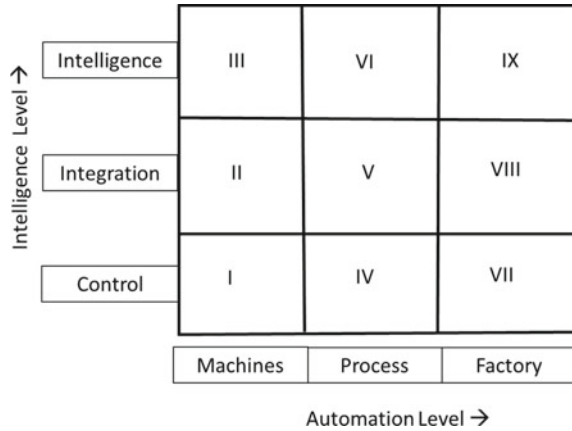 Intelligence Level →
Intelligence
III
VI
IX
Integration
II
V
VIII
Control
I
IV
VII
Machines
Process
Factory
Automation Level →